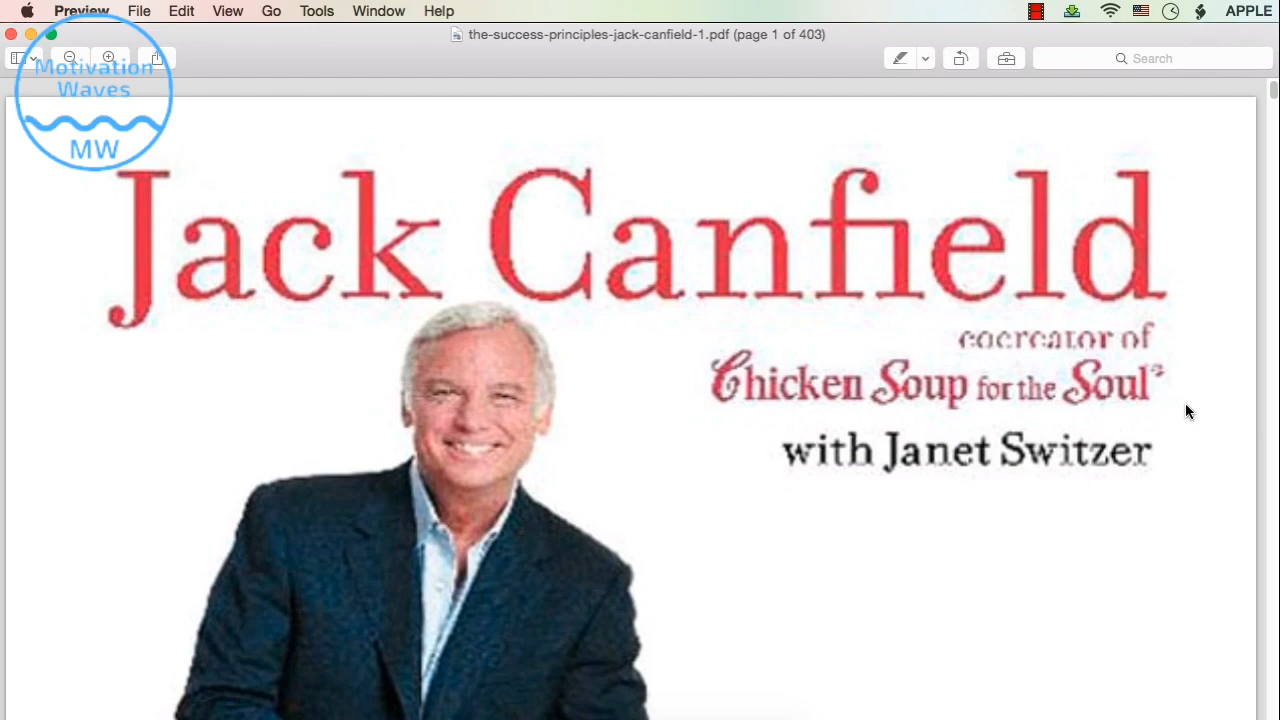 Preview File Edit View Go Tools Window Help APPLE
the-success-principles-jack-canfield-1.pdf (page 1 of 403)
Search
Motivation
Waves
MW
Jack Canfield
cocreator of
Chicken Soup for the Soul®
with Janet Switzer